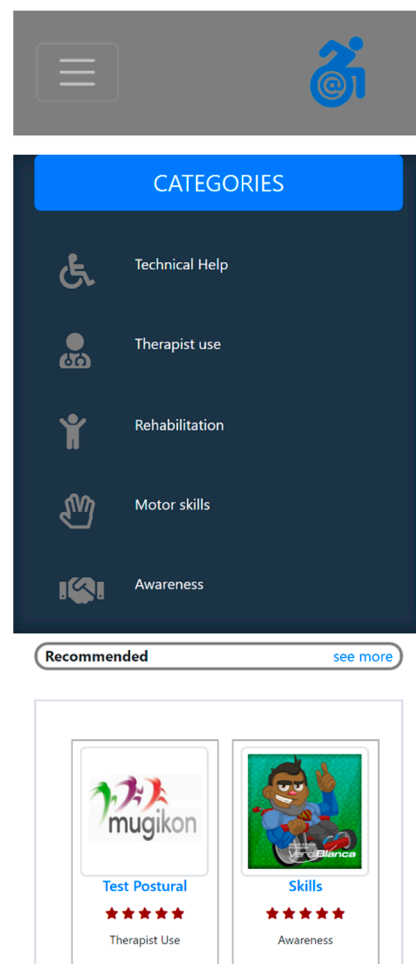 CATEGORIES
Technical Help
Therapist use
Rehabilitation
Motor skills
Awareness
Recommended see more
mugikon
VeroBlanca
Test Postural Skills
Therapist Use Awareness